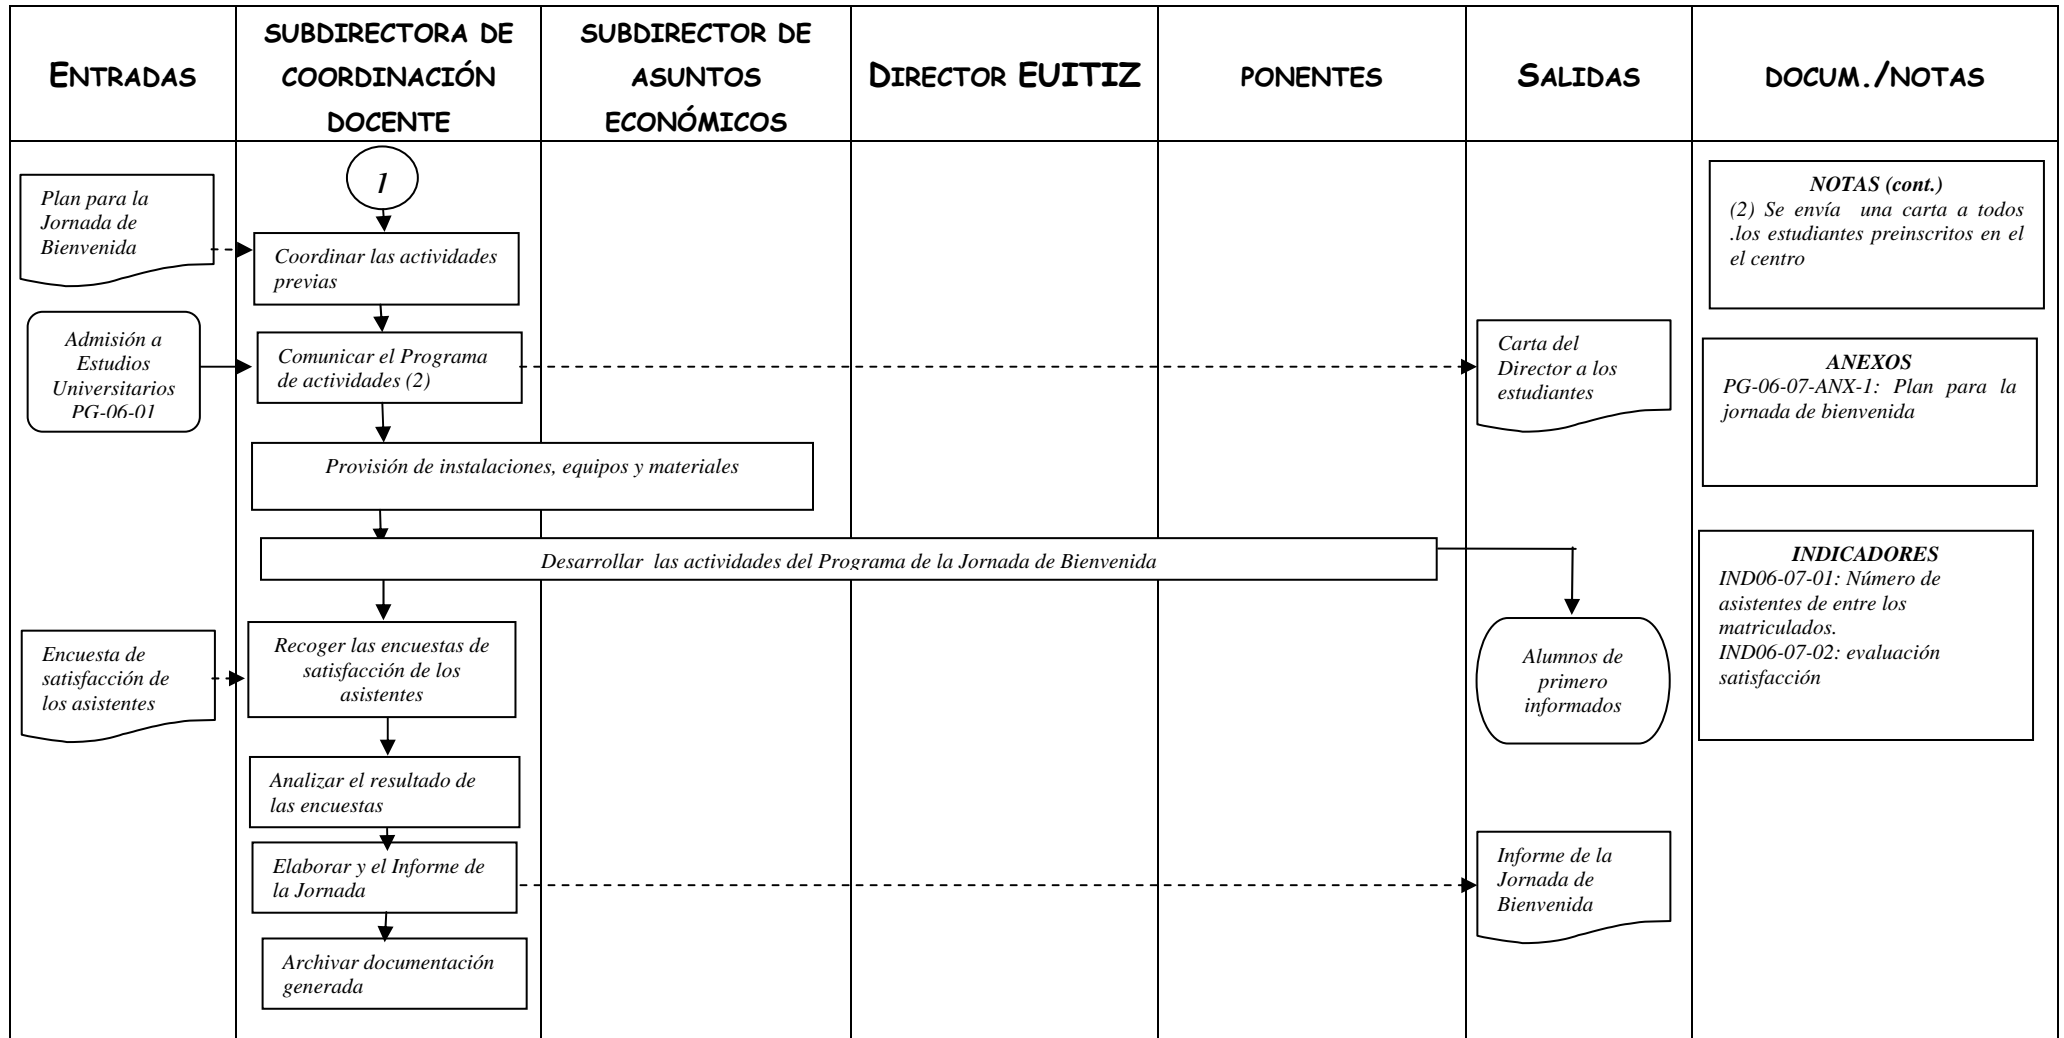 ENTRADAS
SUBDIRECTORA DE
COORDINACIÓN
DOCENTE
SUBDIRECTOR DE
ASUNTOS
ECONÓMICOS
DIRECTOR EUITIZ
PONENTES
SALIDAS
DOCUM./NOTAS
1
Plan para la
Jornada de
Bienvenida
Coordinar las actividades
previas
NOTAS (cont.)
(2) Se envía una carta a todos
.los estudiantes preinscritos en el
el centro
Admisión a
Estudios
Universitarios
PG-06-01
Comunicar el Programa
de actividades (2)
Carta del
Director a los
estudiantes
ANEXOS
PG-06-07-ANX-1: Plan para la
jornada de bienvenida
Provisión de instalaciones, equipos y materiales
Desarrollar las actividades del Programa de la Jornada de Bienvenida
INDICADORES
IND06-07-01: Número de
asistentes de entre los
matriculados.
IND06-07-02: evaluación
satisfacción
Encuesta de
satisfacción de
los asistentes
Recoger las encuestas de
satisfacción de los
asistentes
Alumnos de
primero
informados
Analizar el resultado de
las encuestas
Elaborar y el Informe de
la Jornada
Informe de la
Jornada de
Bienvenida
Archivar documentación
generada